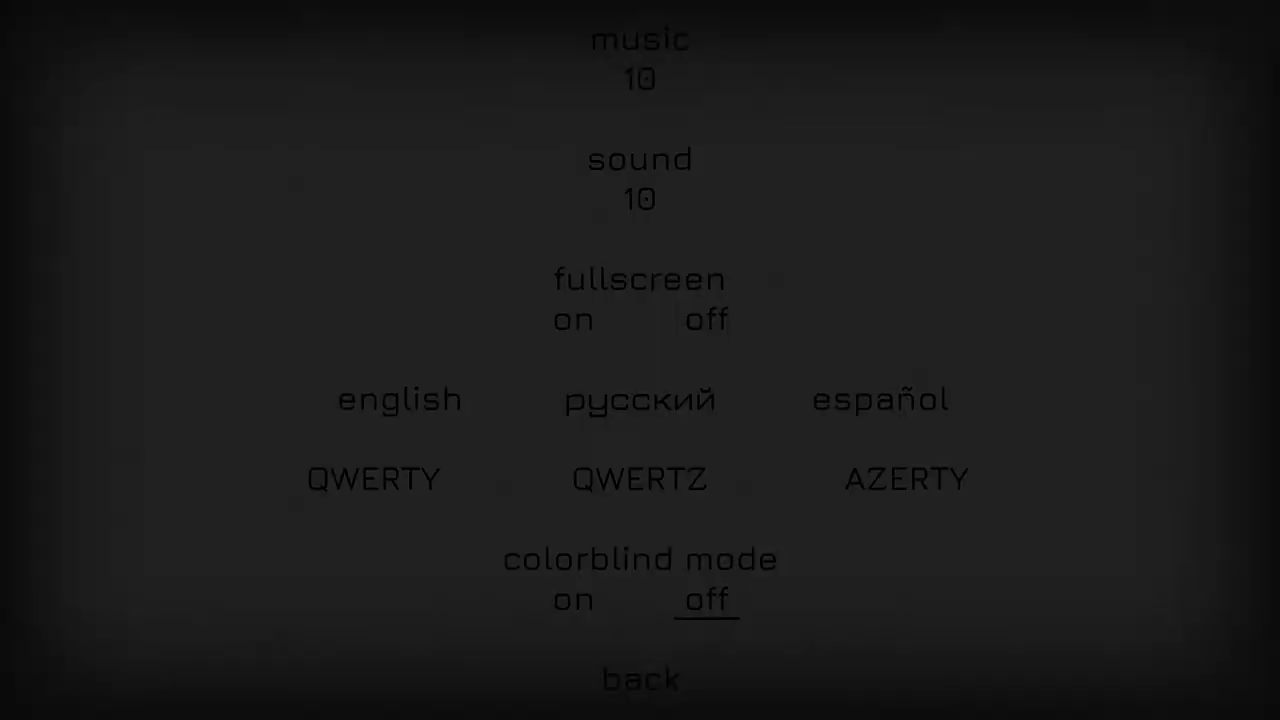 music
10
sound
10
fullscreen
on off
english русский español
QWERTY QWERTZ AZERTY
colorblind mode
on off
back